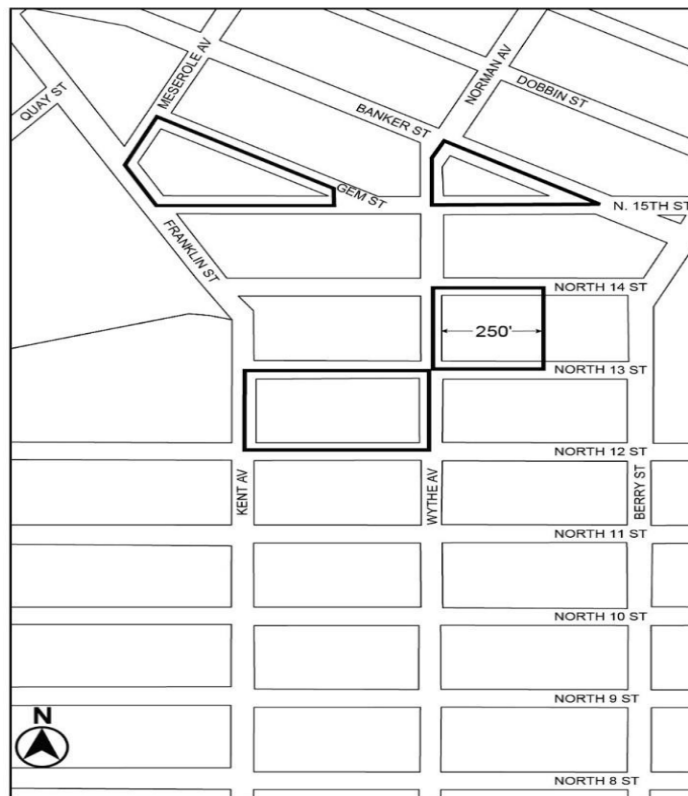 MESEROLE AV
NORMAN AV
QUAY ST
DOBBIN ST
BANKER ST
GEM ST
N. 15TH ST
FRANKLIN ST
NORTH 14 ST
250'
NORTH 13 ST
NORTH 12 ST
KENT AV
WYTHE AV
BERRY ST
NORTH 11 ST
NORTH 10 ST
NORTH 9 ST
N
NORTH 8 ST